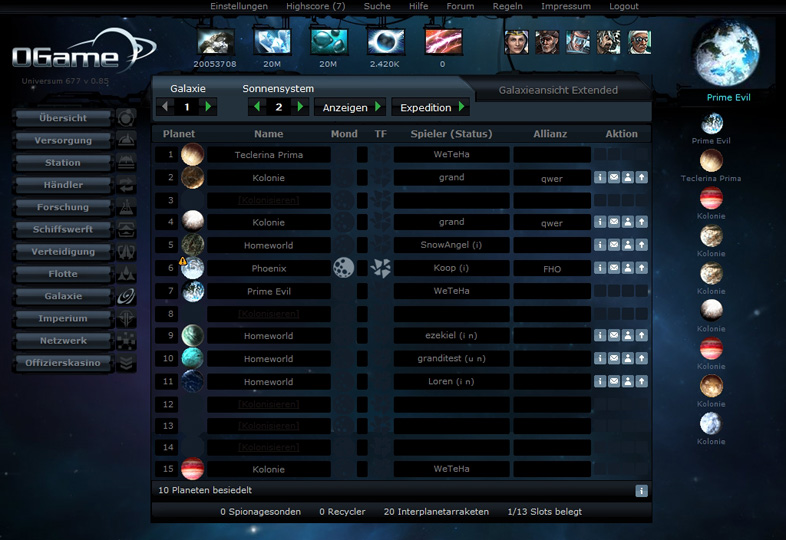 Einstellungen Highscore (7) Suche Hilfe Forum Regeln Impressum Logout
OGame
Universum 677 v 0.85
20053708 20M 20M 2.420K 0
Prime Evil
Galaxie Sonnensystem Galaxieansicht Extended
1 2 Anzeigen Expedition
Planet Name Mond TF Spieler (Status) Allianz Aktion
1 Teclerina Prima WeTeHa
2 Kolonie grand qwer
3 [Kolonisieren]
4 Kolonie grand qwer
5 Homeworld SnowAngel (i)
6 Phoenix Koop (i) FHO
7 Prime Evil WeTeHa
8 [Kolonisieren]
9 Homeworld ezekiel (i n)
10 Homeworld granditest (u n)
11 Homeworld Loren (i n)
12 [Kolonisieren]
13 [Kolonisieren]
14 [Kolonisieren]
15 Kolonie WeTeHa
10 Planeten besiedelt
0 Spionagesonden 0 Recycler 20 Interplanetarraketen 1/13 Slots belegt
Übersicht
Versorgung
Station
Händler
Forschung
Schiffswerft
Verteidigung
Flotte
Galaxie
Imperium
Netzwerk
Offizierskasino
Prime Evil
Teclerina Prima
Kolonie
Kolonie
Kolonie
Kolonie
Kolonie
Kolonie
Kolonie